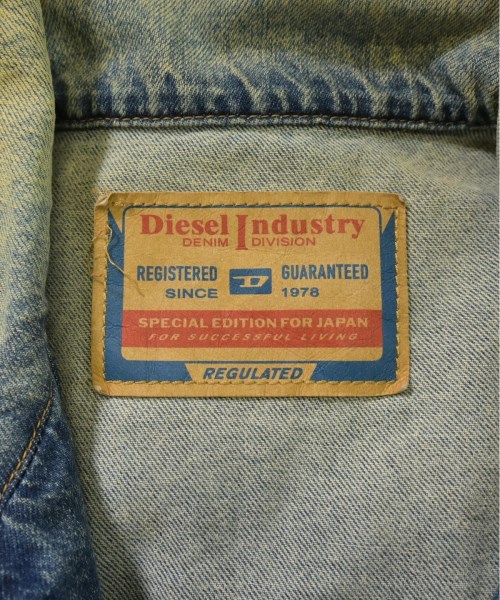 Diesel Industry
DENIM DIVISION
REGISTERED D GUARANTEED
SINCE 1978
SPECIAL EDITION FOR JAPAN
FOR SUCCESSFUL LIVING
REGULATED